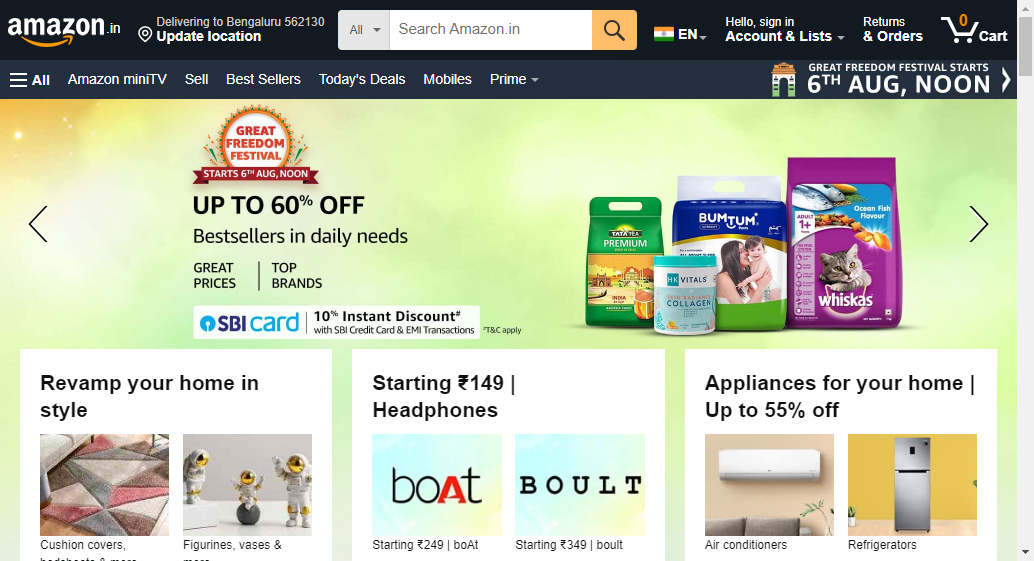 amazon.in
Delivering to Bengaluru 562130
Update location
All
Search Amazon.in
EN
Hello, sign in
Account & Lists
Returns
& Orders
0
Cart
All
Amazon miniTV
Sell
Best Sellers
Today's Deals
Mobiles
Prime
GREAT FREEDOM FESTIVAL STARTS
6TH AUG, NOON
GREAT
FREEDOM
FESTIVAL
STARTS 6TH AUG, NOON
UP TO 60% OFF
Bestsellers in daily needs
GREAT
PRICES
TOP
BRANDS
SBI card
10% Instant Discount#
with SBI Credit Card & EMI Transactions
#T&C apply
TATA TEA
PREMIUM
INDIA
HK VITALS
SKIN RADIANCE
COLLAGEN
BUMTUM
ADULT
1+
Ocean Fish
Flavour
whiskas
Revamp your home in
style
Cushion covers,
bedsheets & more
Figurines, vases &
more
Starting ₹149 |
Headphones
boAt
BOULT
Starting ₹249 | boAt
Starting ₹349 | boult
Appliances for your home |
Up to 55% off
Air conditioners
Refrigerators